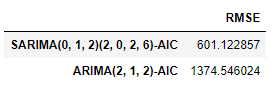 RMSE
SARIMA(0, 1, 2)(2, 0, 2, 6)-AIC 601.122857
ARIMA(2, 1, 2)-AIC 1374.546024